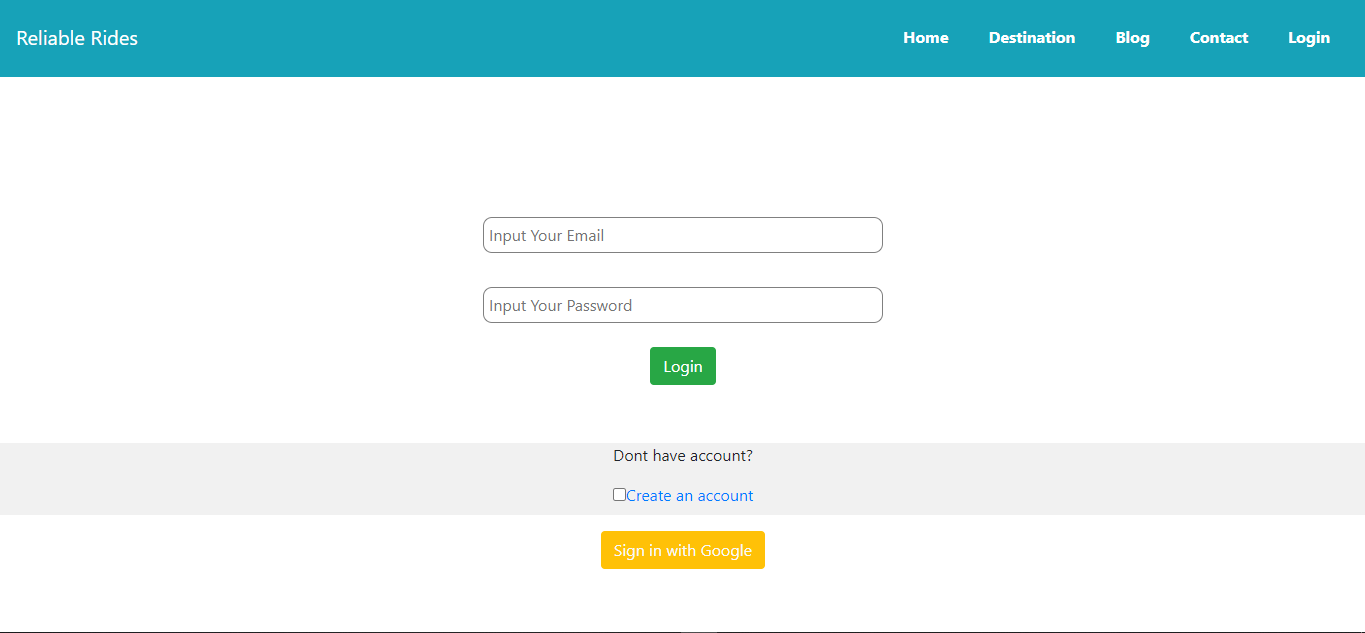 Reliable Rides Home Destination Blog Contact Login
Input Your Email
Input Your Password
Login
Dont have account?
Create an account
Sign in with Google